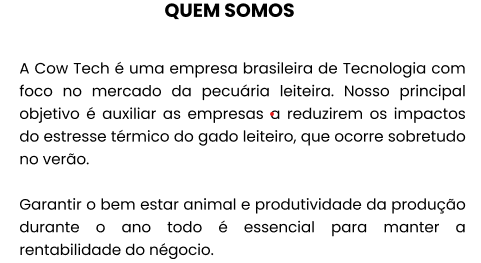 QUEM SOMOS
A Cow Tech é uma empresa brasileira de Tecnologia com
foco no mercado da pecuária leiteira. Nosso principal
objetivo é auxiliar as empresas a reduzirem os impactos
do estresse térmico do gado leiteiro, que ocorre sobretudo
no verão.
Garantir o bem estar animal e produtividade da produção
durante o ano todo é essencial para manter a
rentabilidade do négocio.